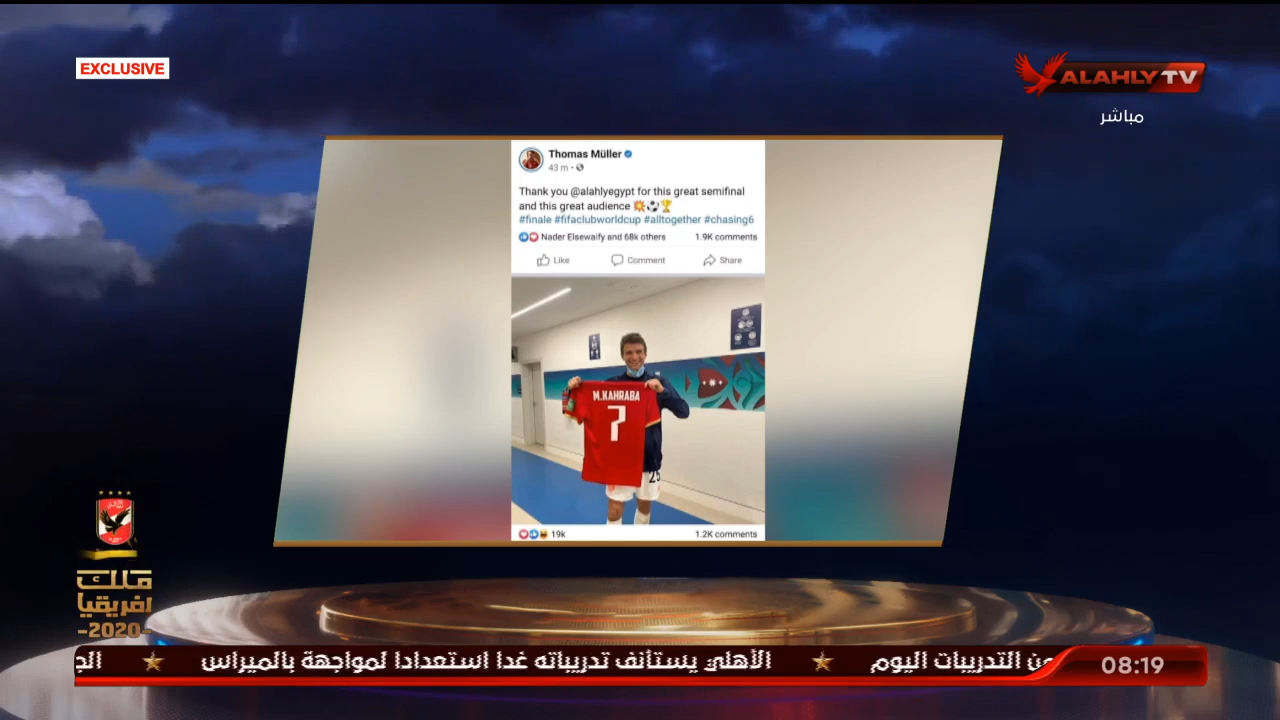 EXCLUSIVE
ALAHLY TV
مباشر
Thomas Müller
43 m
Thank you @alahlyegypt for this great semifinal
and this great audience 💥⚽🏆
#finale #fifaclubworldcup #alltogether #chasing6
Nader Elsewaify and 68k others 1.9K comments
Like Comment Share
M.KAHRABA
7
25
19k 1.2K comments
ملك
افريقيا
-2020-
من التدريبات اليوم ★ الأهلي يستأنف تدريباته غدا استعدادا لمواجهة بالميراس ★
08:19